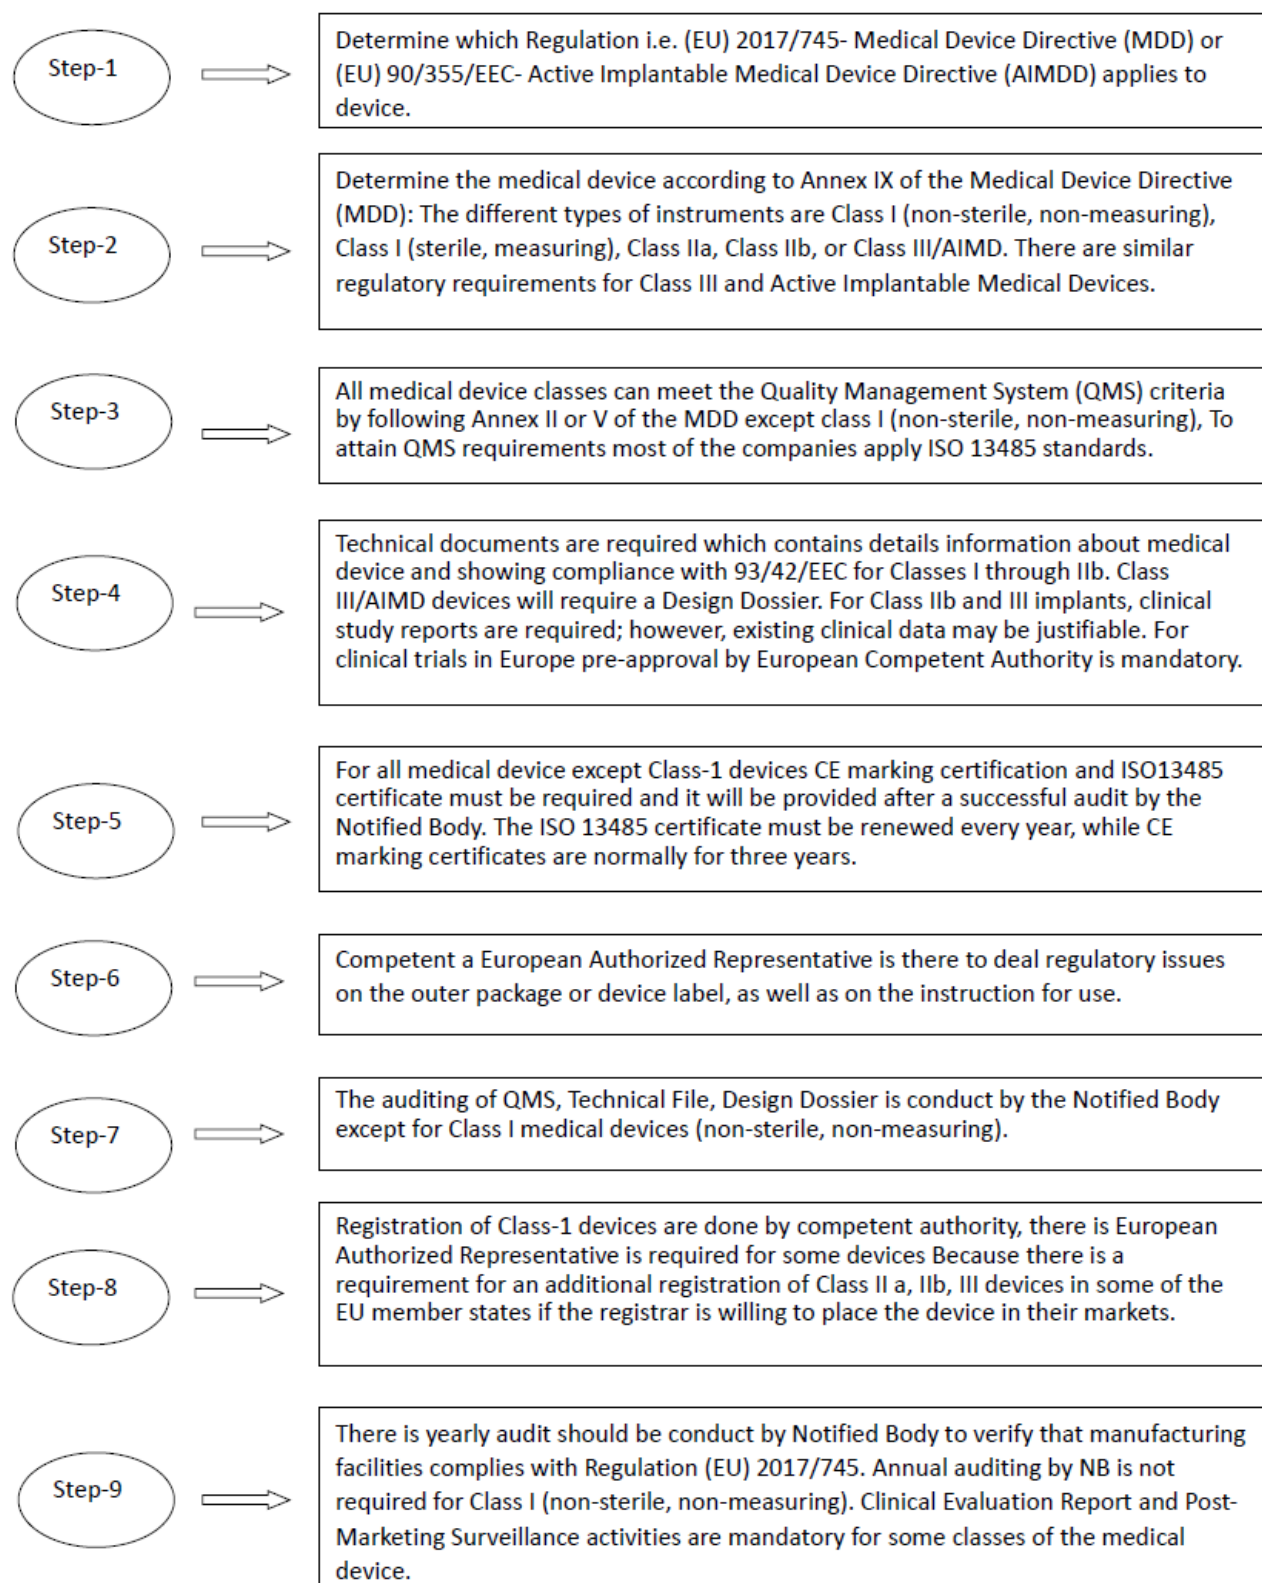 Step-1
Determine which Regulation i.e. (EU) 2017/745- Medical Device Directive (MDD) or
(EU) 90/355/EEC- Active Implantable Medical Device Directive (AIMDD) applies to
device.
Step-2
Determine the medical device according to Annex IX of the Medical Device Directive
(MDD): The different types of instruments are Class I (non-sterile, non-measuring),
Class I (sterile, measuring), Class IIa, Class IIb, or Class III/AIMD. There are similar
regulatory requirements for Class III and Active Implantable Medical Devices.
Step-3
All medical device classes can meet the Quality Management System (QMS) criteria
by following Annex II or V of the MDD except class I (non-sterile, non-measuring), To
attain QMS requirements most of the companies apply ISO 13485 standards.
Step-4
Technical documents are required which contains details information about medical
device and showing compliance with 93/42/EEC for Classes I through IIb. Class
III/AIMD devices will require a Design Dossier. For Class IIb and III implants, clinical
study reports are required; however, existing clinical data may be justifiable. For
clinical trials in Europe pre-approval by European Competent Authority is mandatory.
Step-5
For all medical device except Class-1 devices CE marking certification and ISO13485
certificate must be required and it will be provided after a successful audit by the
Notified Body. The ISO 13485 certificate must be renewed every year, while CE
marking certificates are normally for three years.
Step-6
Competent a European Authorized Representative is there to deal regulatory issues
on the outer package or device label, as well as on the instruction for use.
Step-7
The auditing of QMS, Technical File, Design Dossier is conduct by the Notified Body
except for Class I medical devices (non-sterile, non-measuring).
Step-8
Registration of Class-1 devices are done by competent authority, there is European
Authorized Representative is required for some devices Because there is a
requirement for an additional registration of Class II a, IIb, III devices in some of the
EU member states if the registrar is willing to place the device in their markets.
Step-9
There is yearly audit should be conduct by Notified Body to verify that manufacturing
facilities complies with Regulation (EU) 2017/745. Annual auditing by NB is not
required for Class I (non-sterile, non-measuring). Clinical Evaluation Report and Post-
Marketing Surveillance activities are mandatory for some classes of the medical
device.